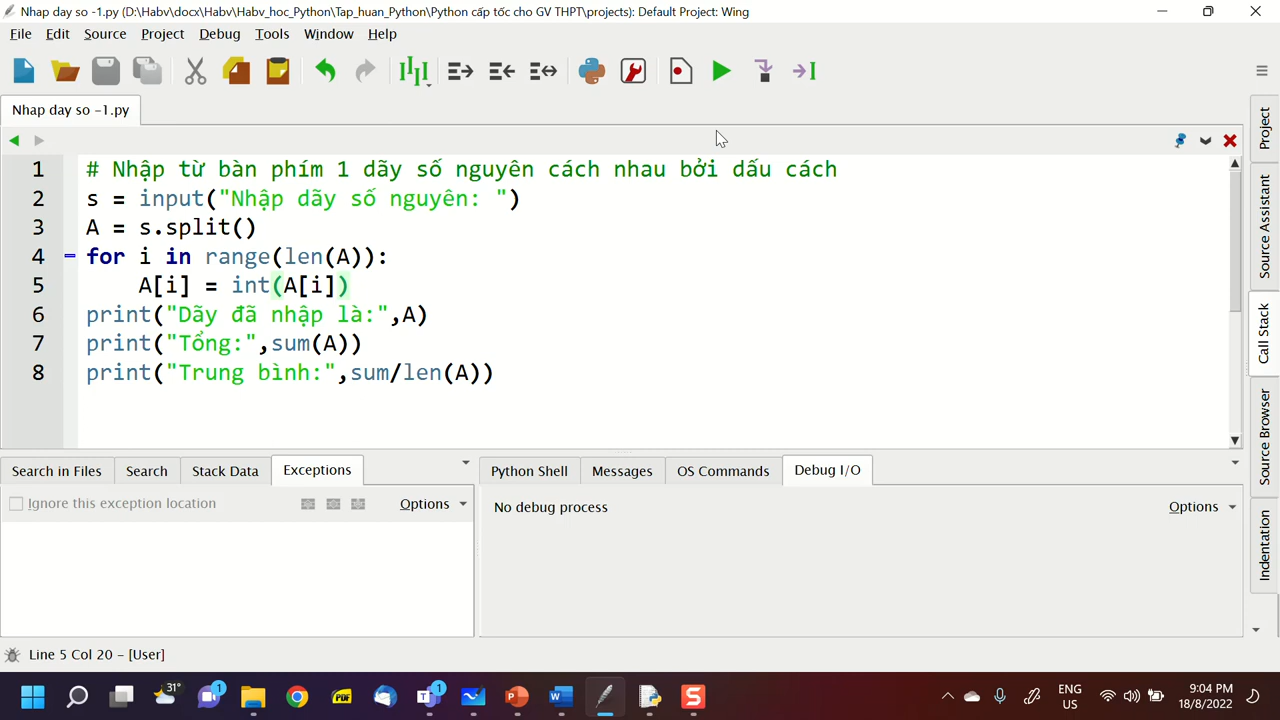 Nhap day so -1.py (D:\Habv\docx\Habv\Habv_hoc_Python\Tap_huan_Python\Python cấp tốc cho GV THPT\projects): Default Project: Wing
File Edit Source Project Debug Tools Window Help
Nhap day so -1.py
1 # Nhập từ bàn phím 1 dãy số nguyên cách nhau bởi dấu cách
2 s = input("Nhập dãy số nguyên: ")
3 A = s.split()
4 for i in range(len(A)):
5 A[i] = int(A[i])
6 print("Dãy đã nhập là:",A)
7 print("Tổng:",sum(A))
8 print("Trung bình:",sum/len(A))
Project
Source Assistant
Call Stack
Source Browser
Indentation
Search in Files Search Stack Data Exceptions
Ignore this exception location Options
Python Shell Messages OS Commands Debug I/O
No debug process Options
Line 5 Col 20 - [User]
31°
1
PDF
1
ENG
US
9:04 PM
18/8/2022